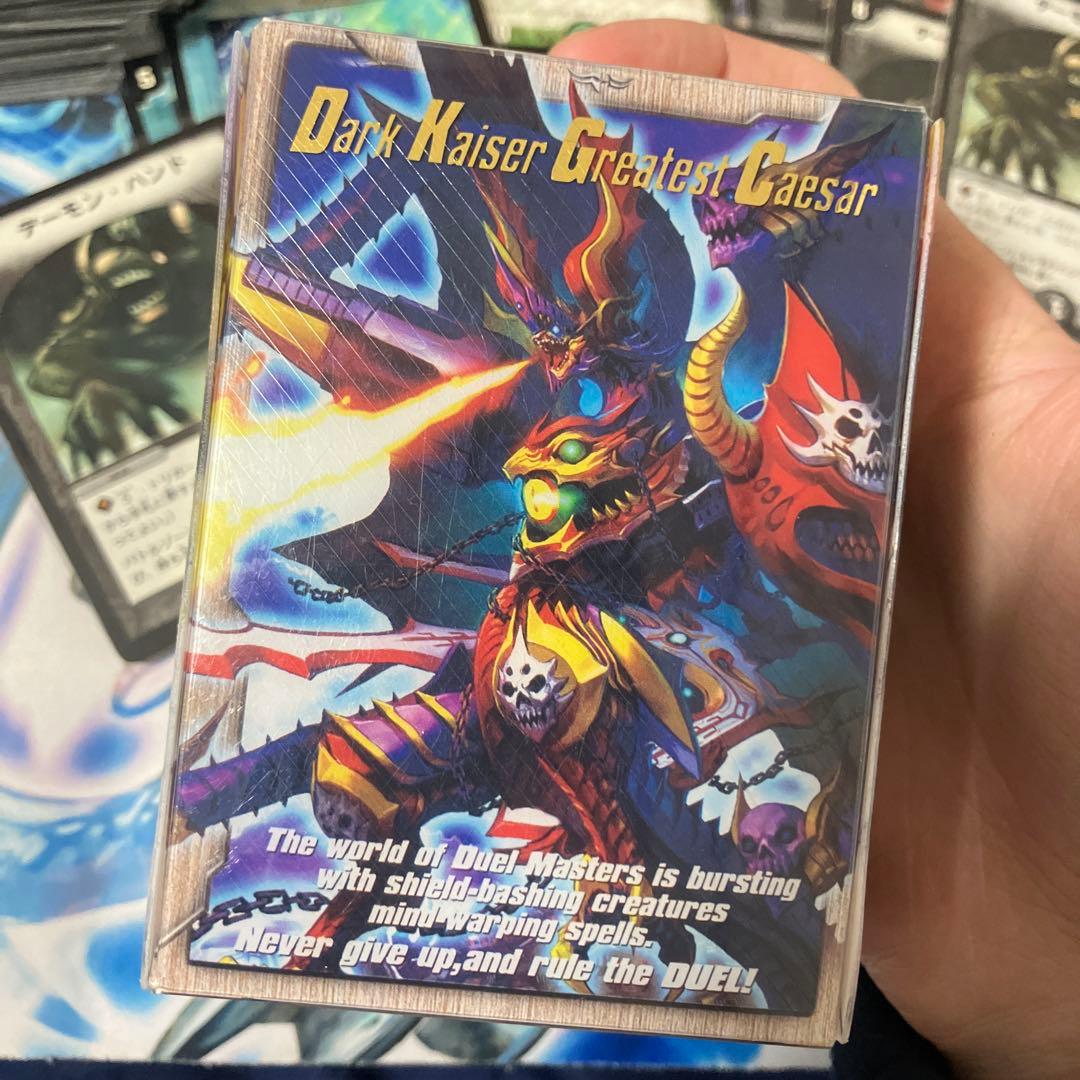 Dark Kaiser Greatest Caesar
デーモン・ハンド
The world of Duel Masters is bursting
with shield-bashing creatures
mind warping spells.
Never give up,and rule the DUEL!